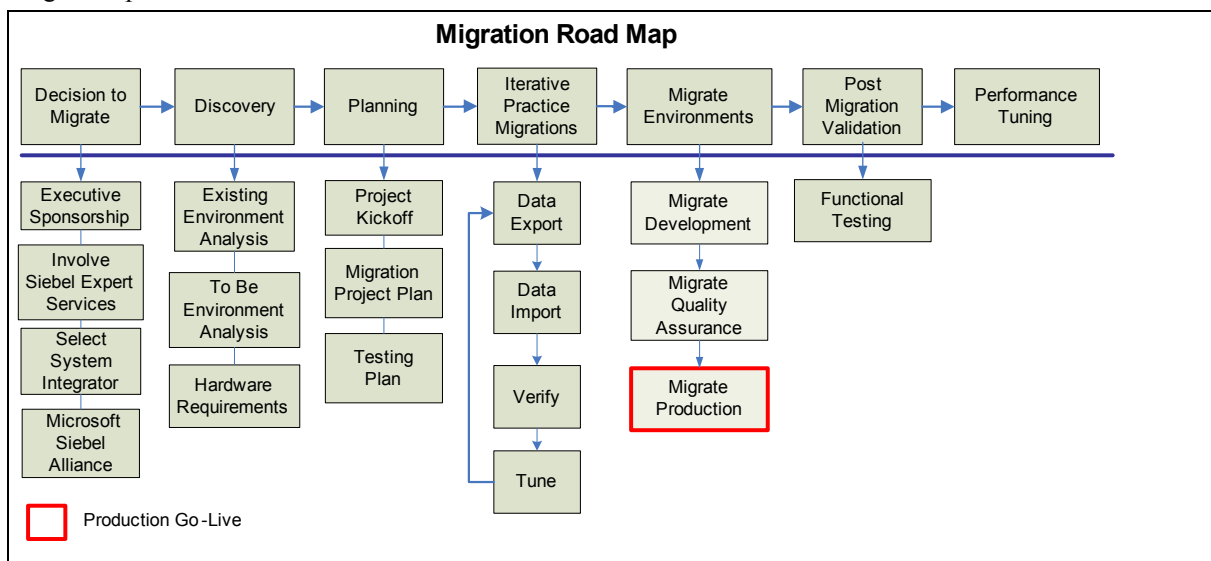 Migration Road Map
Decision to
Migrate
Discovery
Planning
Iterative
Practice
Migrations
Migrate
Environments
Post
Migration
Validation
Performance
Tuning
Executive
Sponsorship
Involve
Siebel Expert
Services
Select
System
Integrator
Microsoft
Siebel
Alliance
Existing
Environment
Analysis
To Be
Environment
Analysis
Hardware
Requirements
Project
Kickoff
Migration
Project Plan
Testing
Plan
Data
Export
Data
Import
Verify
Tune
Migrate
Development
Migrate
Quality
Assurance
Migrate
Production
Functional
Testing
Production Go-Live